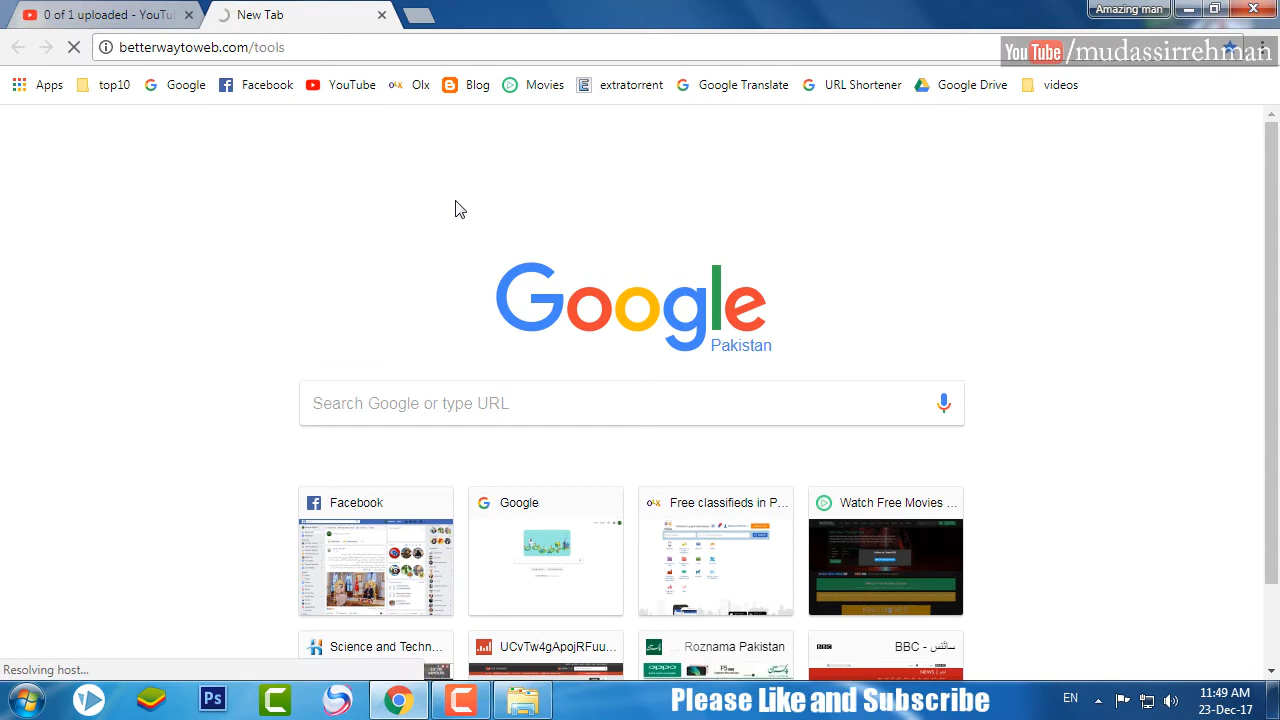 0 of 1 uploaded - YouTu
New Tab
Amazing man
betterwaytoweb.com/tools
YouTube/mudassirrehman
Apps
top10
Google
Facebook
YouTube
Olx
Blog
Movies
extratorrent
Google Translate
URL Shortener
Google Drive
videos
Google
Pakistan
Search Google or type URL
Facebook
Google
Free classifieds in P...
Watch Free Movies ...
Science and Techn...
UCvTw4gApojRFuu...
Roznama Pakistan
سائنس - BBC
Resolving host...
Ps
Please Like and Subscribe
EN
11:49 AM
23-Dec-17